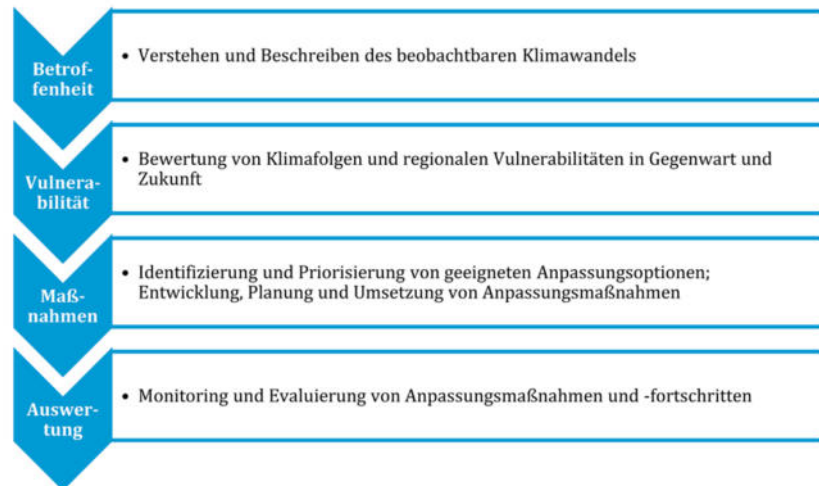 Betrof-
fenheit
• Verstehen und Beschreiben des beobachtbaren Klimawandels
Vulnera-
bilität
• Bewertung von Klimafolgen und regionalen Vulnerabilitäten in Gegenwart und
Zukunft
Maß-
nahmen
• Identifizierung und Priorisierung von geeigneten Anpassungsoptionen;
Entwicklung, Planung und Umsetzung von Anpassungsmaßnahmen
Auswer-
tung
• Monitoring und Evaluierung von Anpassungsmaßnahmen und -fortschritten